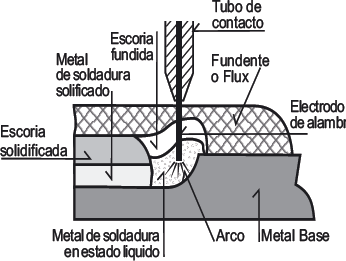 Tubo de
contacto
Escoria
fundida
Metal
de soldadura
solificado
Fundente
o Flux
Electrodo
de alambr
Escoria
solidificada
Metal de soldadura
en estado liquido
Arco
Metal Base